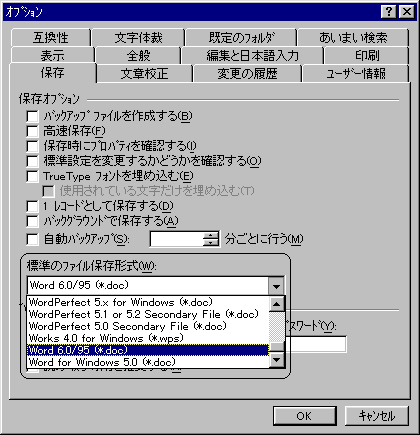 オプション
互換性 文字体裁 既定のフォルダ あいまい検索
表示 全般 編集と日本語入力 印刷
保存 文章校正 変更の履歴 ユーザー情報
保存オプション
バックアップ ファイルを作成する(B)
高速保存(F)
保存時にプロパティを確認する(I)
標準設定を変更するかどうかを確認する(O)
TrueType フォントを埋め込む(E)
使用されている文字だけを埋め込む(T)
1 レコードとして保存する(D)
バックグラウンドで保存する(A)
自動バックアップ(S): 分ごとに行う(M)
標準のファイル保存形式(W):
Word 6.0/95 (*.doc)
WordPerfect 5.x for Windows (*.doc)
WordPerfect 5.1 or 5.2 Secondary File (*.doc)
WordPerfect 5.0 Secondary File (*.doc)
Works 4.0 for Windows (*.wps)
Word 6.0/95 (*.doc)
Word for Windows 5.0 (*.doc)
スワード(Y):
OK キャンセル